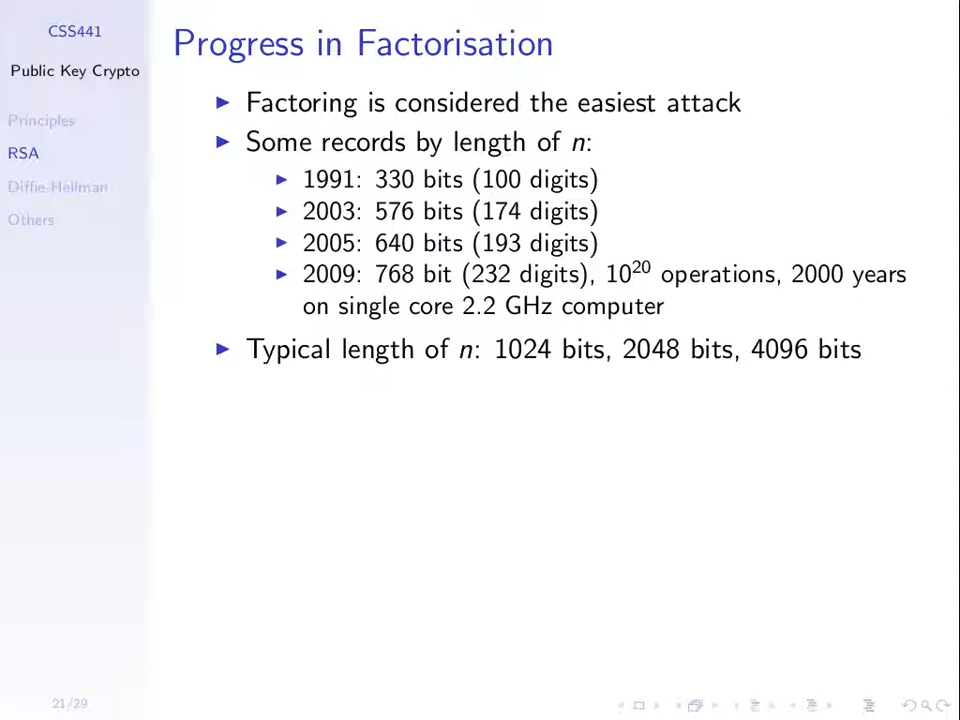 CSS441
Public Key Crypto
Principles
RSA
Diffie-Hellman
Others
Progress in Factorisation
Factoring is considered the easiest attack
Some records by length of n:
1991: 330 bits (100 digits)
2003: 576 bits (174 digits)
2005: 640 bits (193 digits)
2009: 768 bit (232 digits), 10²⁰ operations, 2000 years
on single core 2.2 GHz computer
Typical length of n: 1024 bits, 2048 bits, 4096 bits
21/29